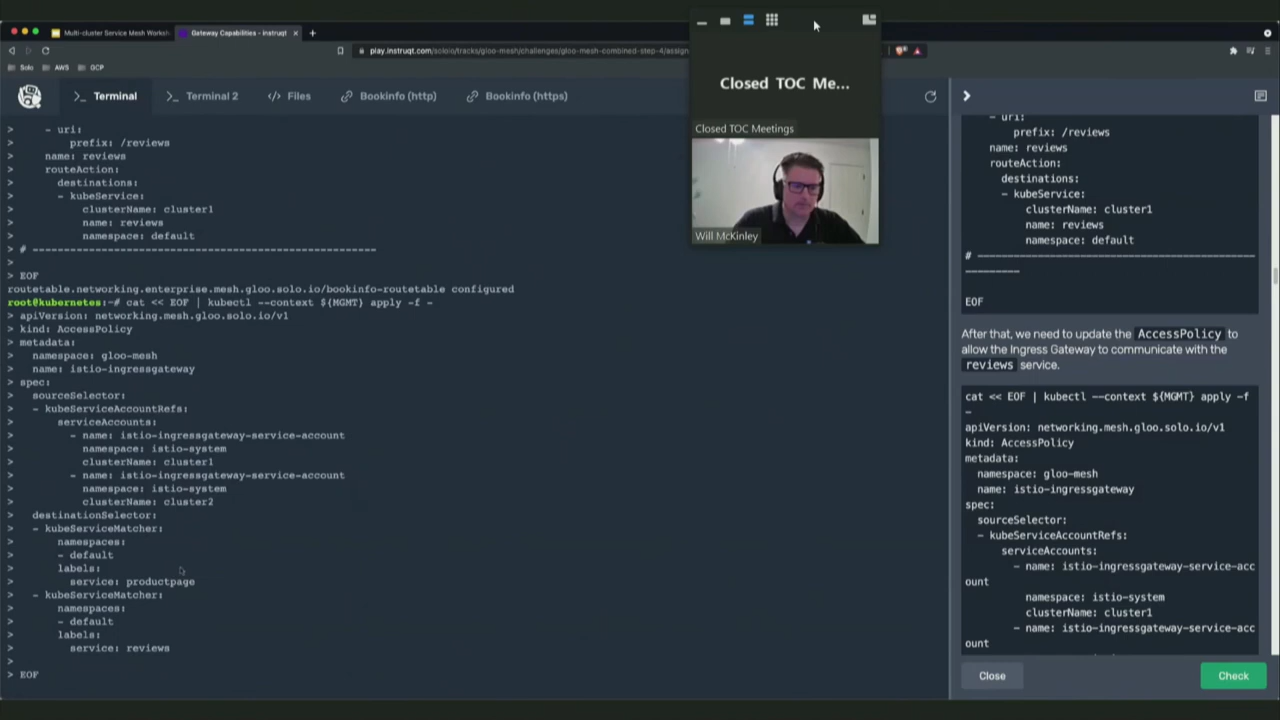 Multi-cluster Service Mesh Worksh
Gateway Capabilities - instruqt
play.instruqt.com/soloio/tracks/gloo-mesh/challenges/gloo-mesh-combined-step-4/assign
Solo
AWS
GCP
Terminal
Terminal 2
Files
Bookinfo (http)
Bookinfo (https)
Closed TOC Me...
Closed TOC Meetings
Will McKinley
> - uri:
> prefix: /reviews
> name: reviews
> routeAction:
> destinations:
> - kubeService:
> clusterName: cluster1
> name: reviews
> namespace: default
> # -------------------------------------------------------
>
> EOF
routetable.networking.enterprise.mesh.gloo.solo.io/bookinfo-routetable configured
root@kubernetes:~# cat << EOF | kubectl --context ${MGMT} apply -f -
> apiVersion: networking.mesh.gloo.solo.io/v1
> kind: AccessPolicy
> metadata:
> namespace: gloo-mesh
> name: istio-ingressgateway
> spec:
> sourceSelector:
> - kubeServiceAccountRefs:
> serviceAccounts:
> - name: istio-ingressgateway-service-account
> namespace: istio-system
> clusterName: cluster1
> - name: istio-ingressgateway-service-account
> namespace: istio-system
> clusterName: cluster2
> destinationSelector:
> - kubeServiceMatcher:
> namespaces:
> - default
> labels:
> service: productpage
> - kubeServiceMatcher:
> namespaces:
> - default
> labels:
> service: reviews
>
> EOF
- uri:
prefix: /reviews
name: reviews
routeAction:
destinations:
- kubeService:
clusterName: cluster1
name: reviews
namespace: default
# ---------------------------------------------
---------
EOF
After that, we need to update the AccessPolicy to
allow the Ingress Gateway to communicate with the
reviews service.
cat << EOF | kubectl --context ${MGMT} apply -f
-
apiVersion: networking.mesh.gloo.solo.io/v1
kind: AccessPolicy
metadata:
namespace: gloo-mesh
name: istio-ingressgateway
spec:
sourceSelector:
- kubeServiceAccountRefs:
serviceAccounts:
- name: istio-ingressgateway-service-acc
ount
namespace: istio-system
clusterName: cluster1
- name: istio-ingressgateway-service-acc
ount
Close
Check